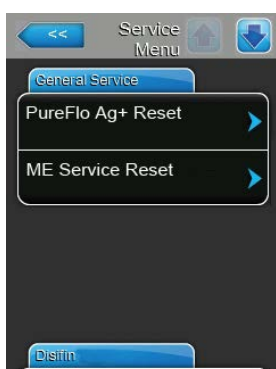 <<
Service
Menu
General Service
PureFlo Ag+ Reset
ME Service Reset
Disifin